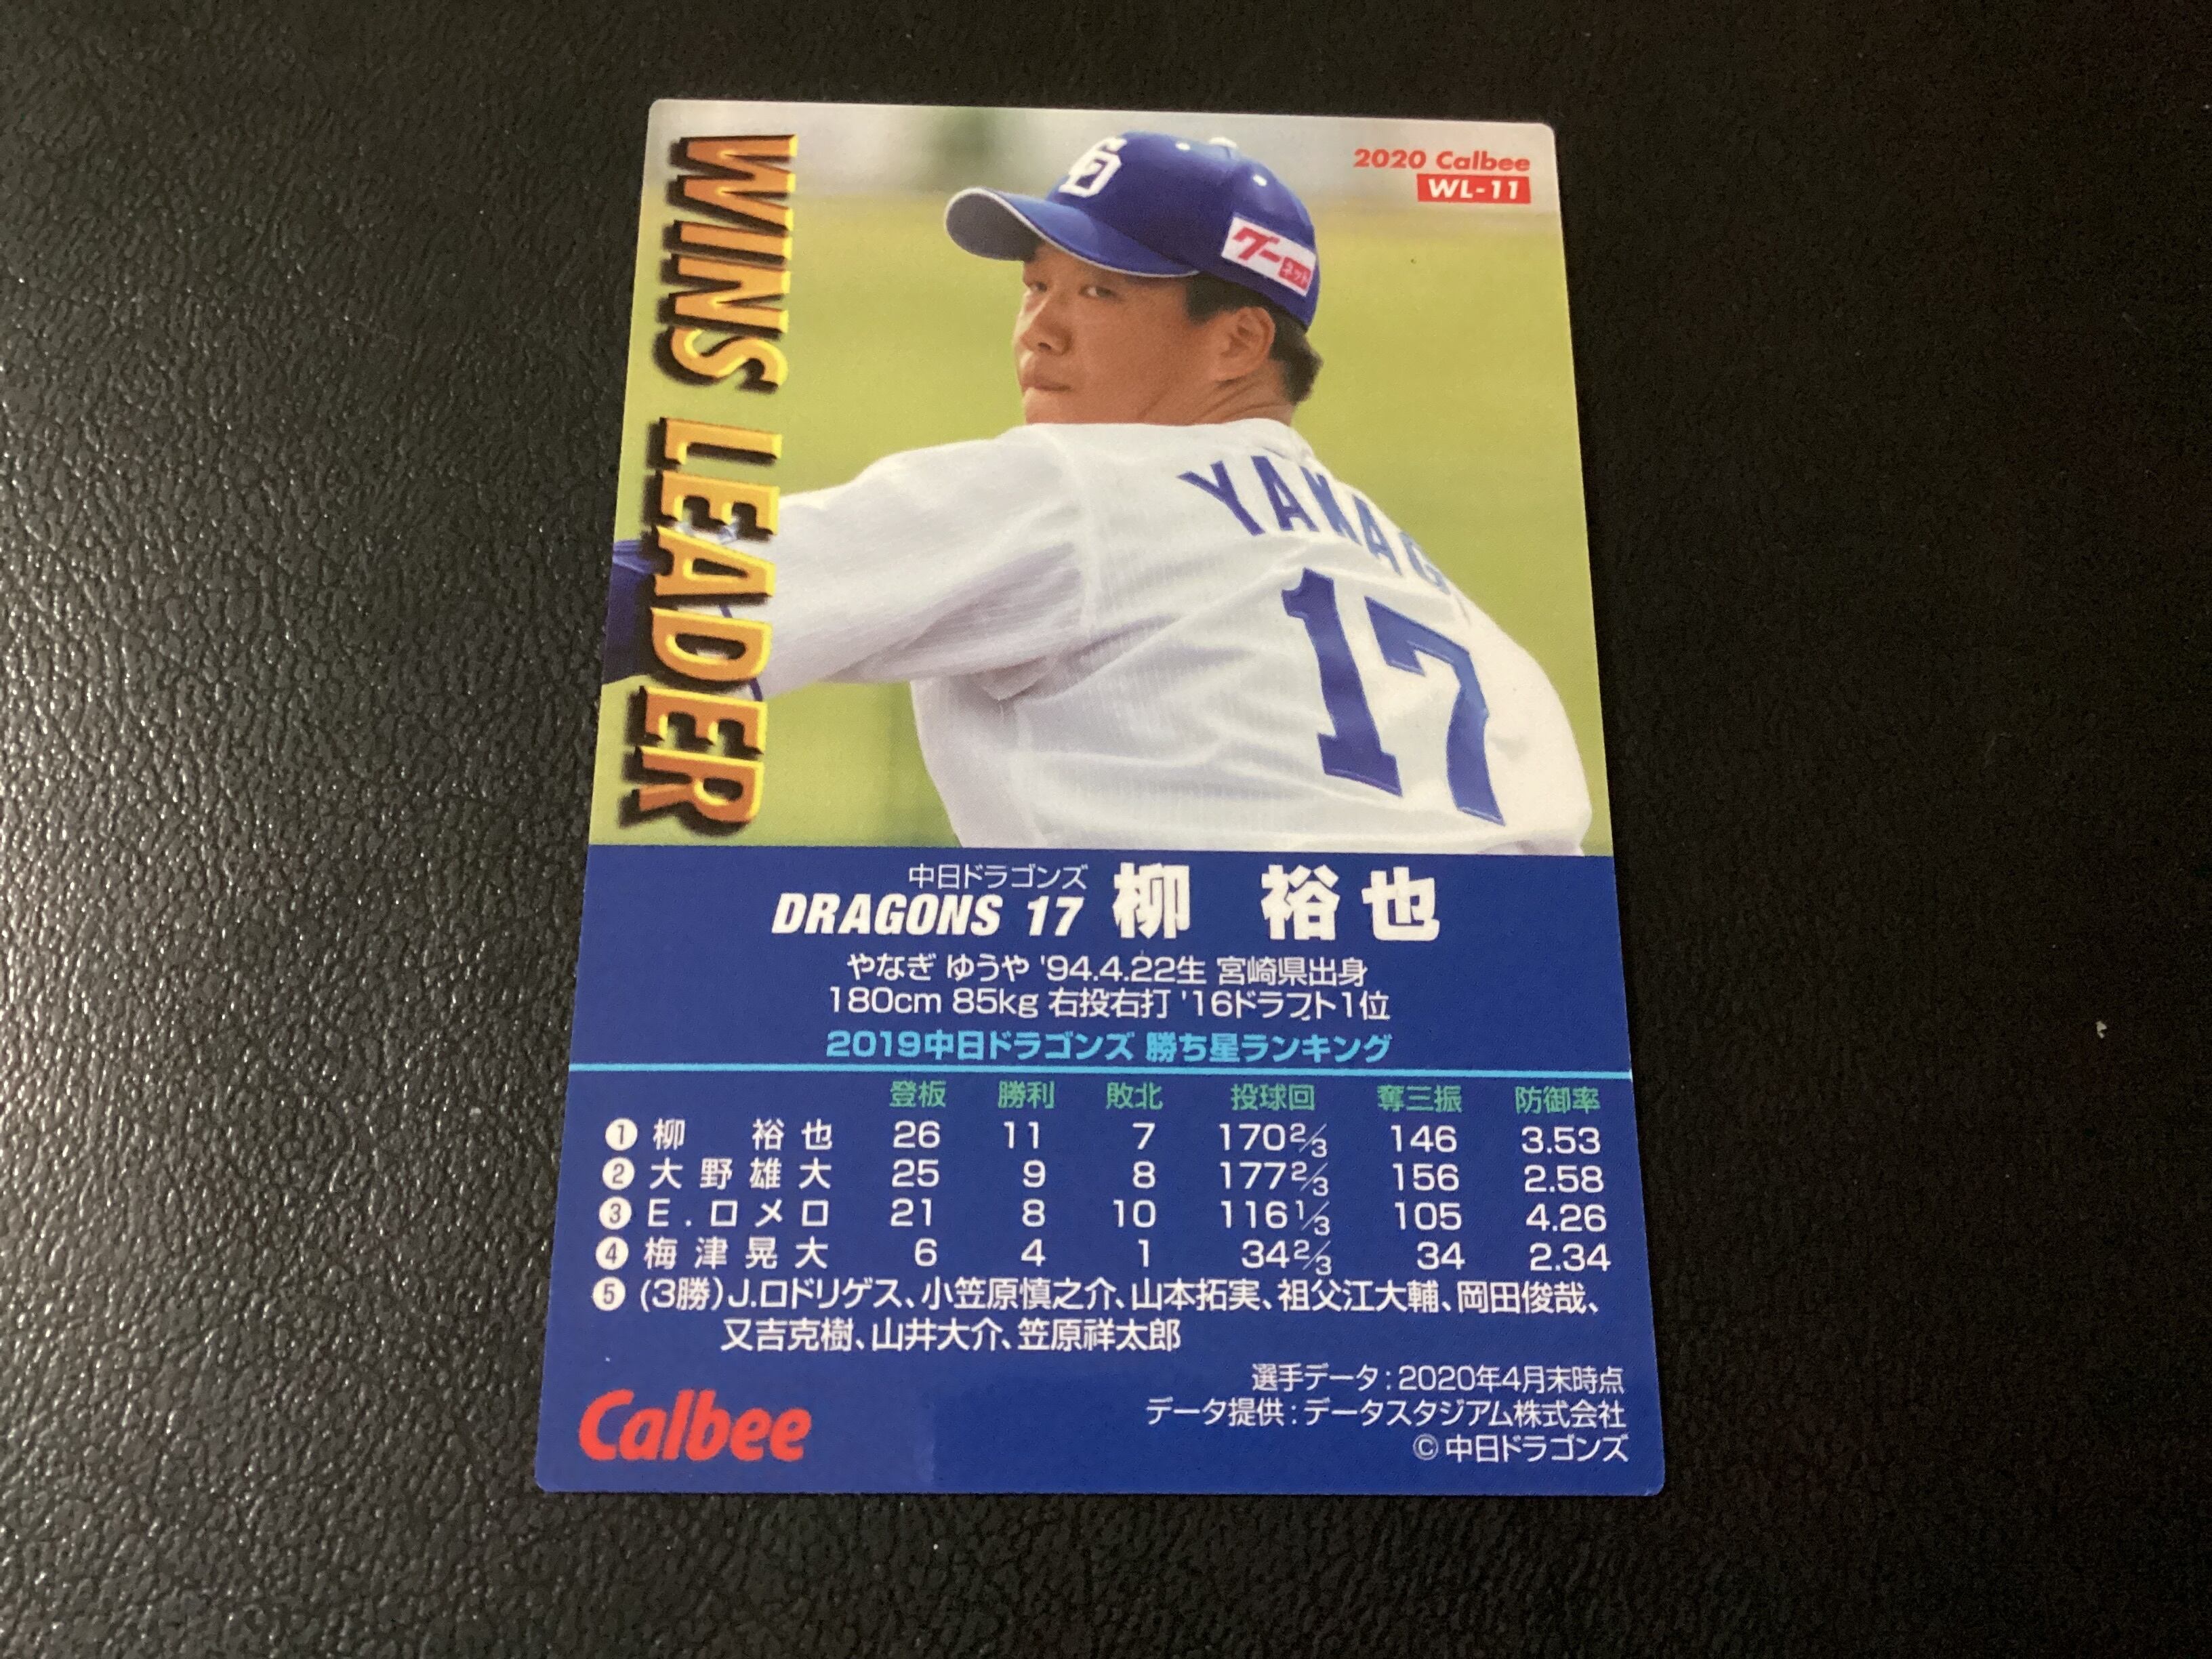 2020 Calbee
WL-11
WINS LEADER
グーネット
YANAG
17
中日ドラゴンズ
DRAGONS 17 柳 裕也
やなぎ ゆうや '94.4.22生 宮崎県出身
180cm 85kg 右投右打 '16ドラフト1位
2019中日ドラゴンズ 勝ち星ランキング
登板 勝利 敗北 投球回 奪三振 防御率
❶ 柳 裕也 26 11 7 170 2/3 146 3.53
❷ 大野雄大 25 9 8 177 2/3 156 2.58
❸ E.ロメロ 21 8 10 116 1/3 105 4.26
❹ 梅津晃大 6 4 1 34 2/3 34 2.34
❺ (3勝)J.ロドリゲス、小笠原慎之介、山本拓実、祖父江大輔、岡田俊哉、
又吉克樹、山井大介、笠原祥太郎
選手データ:2020年4月末時点
データ提供:データスタジアム株式会社
© 中日ドラゴンズ
Calbee